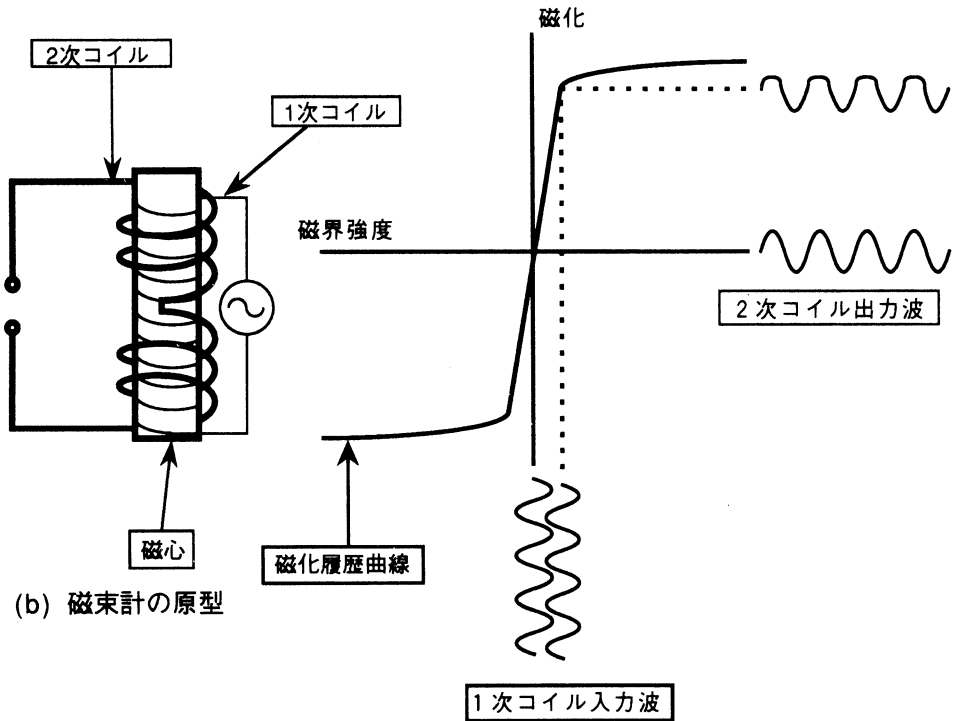 磁化
2次コイル
1次コイル
磁界強度
2次コイル出力波
磁心
磁化履歴曲線
(b) 磁束計の原型
1次コイル入力波